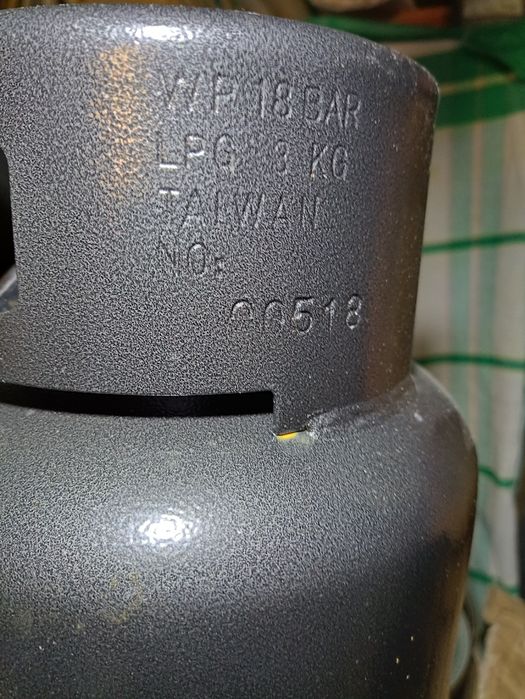 W.P. 18 BAR
LPG 3 KG
TAIWAN
NO:
00518